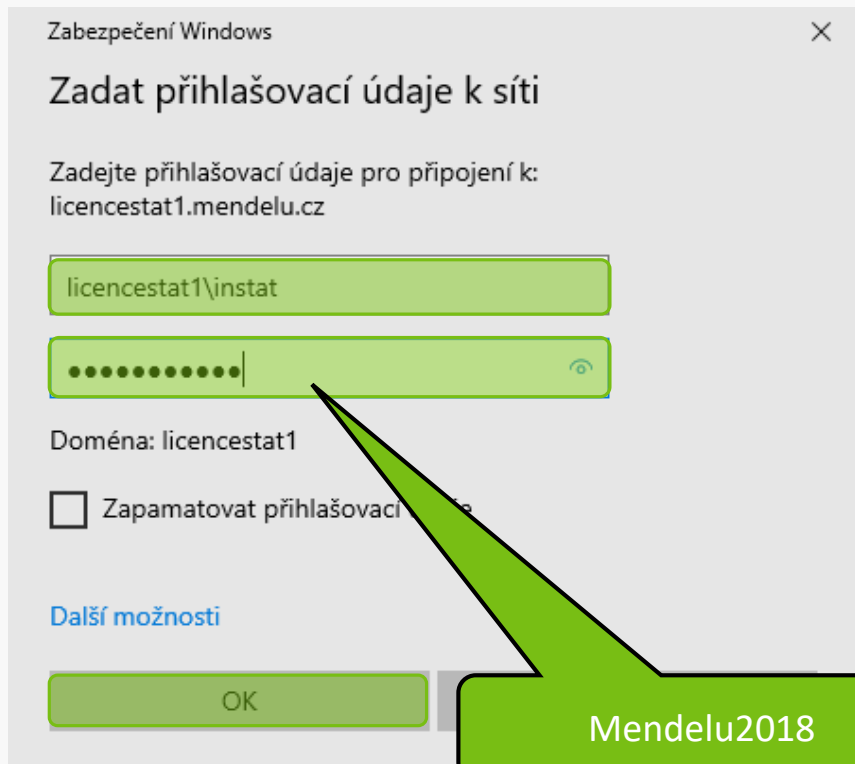 Zabezpečení Windows
Zadat přihlašovací údaje k síti
Zadejte přihlašovací údaje pro připojení k:
licencestat1.mendelu.cz
licencestat1\instat
●●●●●●●●●●●
Doména: licencestat1
Zapamatovat přihlašovací
Další možnosti
OK
Mendelu2018